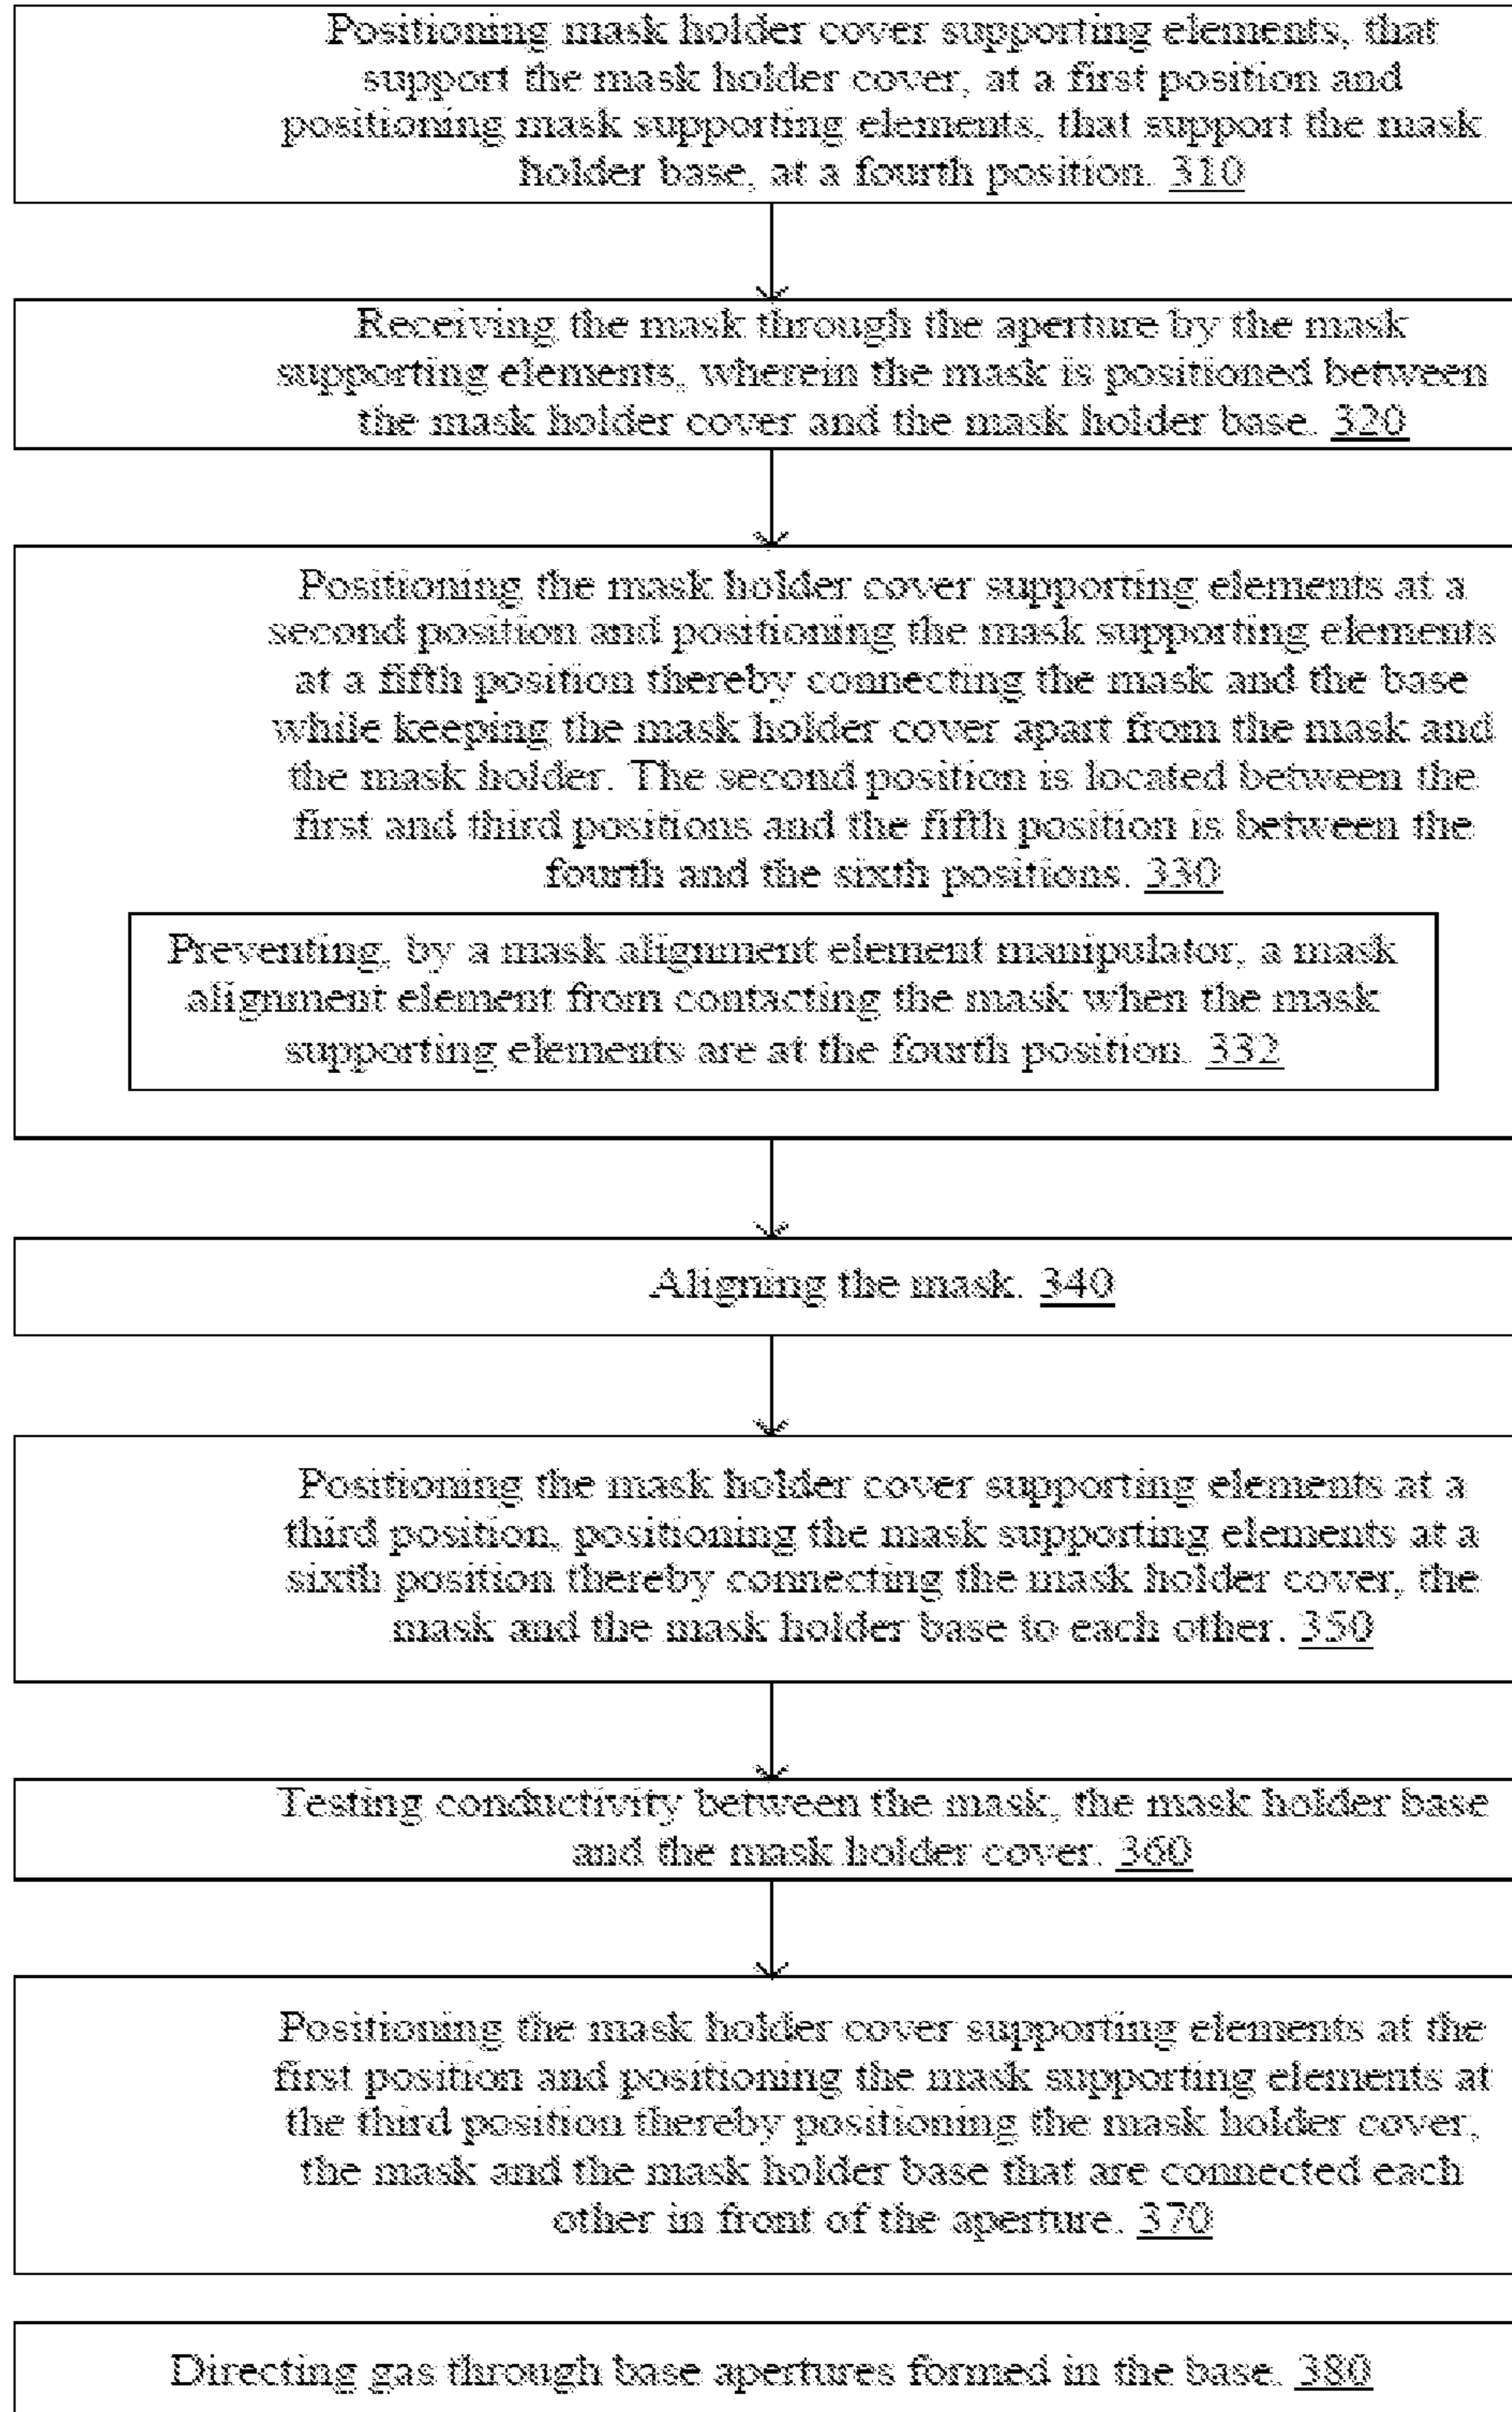 Positioning mask holder cover supporting elements, that
support the mask holder cover, at a first position and
positioning mask supporting elements, that support the mask
holder base, at a fourth position. 310
Receiving the mask through the aperture by the mask
supporting elements, wherein the mask is positioned between
the mask holder cover and the mask holder base. 320
Positioning the mask holder cover supporting elements at a
second position and positioning the mask supporting elements
at a fifth position thereby connecting the mask and the base
while keeping the mask holder cover apart from the mask and
the mask holder. The second position is located between the
first and third positions and the fifth position is between the
fourth and the sixth positions. 330
Preventing, by a mask alignment element manipulator, a mask
alignment element from contacting the mask when the mask
supporting elements are at the fourth position. 332
Aligning the mask. 340
Positioning the mask holder cover supporting elements at a
third position, positioning the mask supporting elements at a
sixth position thereby connecting the mask holder cover, the
mask and the mask holder base to each other. 350
Testing conductivity between the mask, the mask holder base
and the mask holder cover. 360
Positioning the mask holder cover supporting elements at the
first position and positioning the mask supporting elements at
the third position thereby positioning the mask holder cover,
the mask and the mask holder base that are connected each
other in front of the aperture. 370
Directing gas through base apertures formed in the base. 380